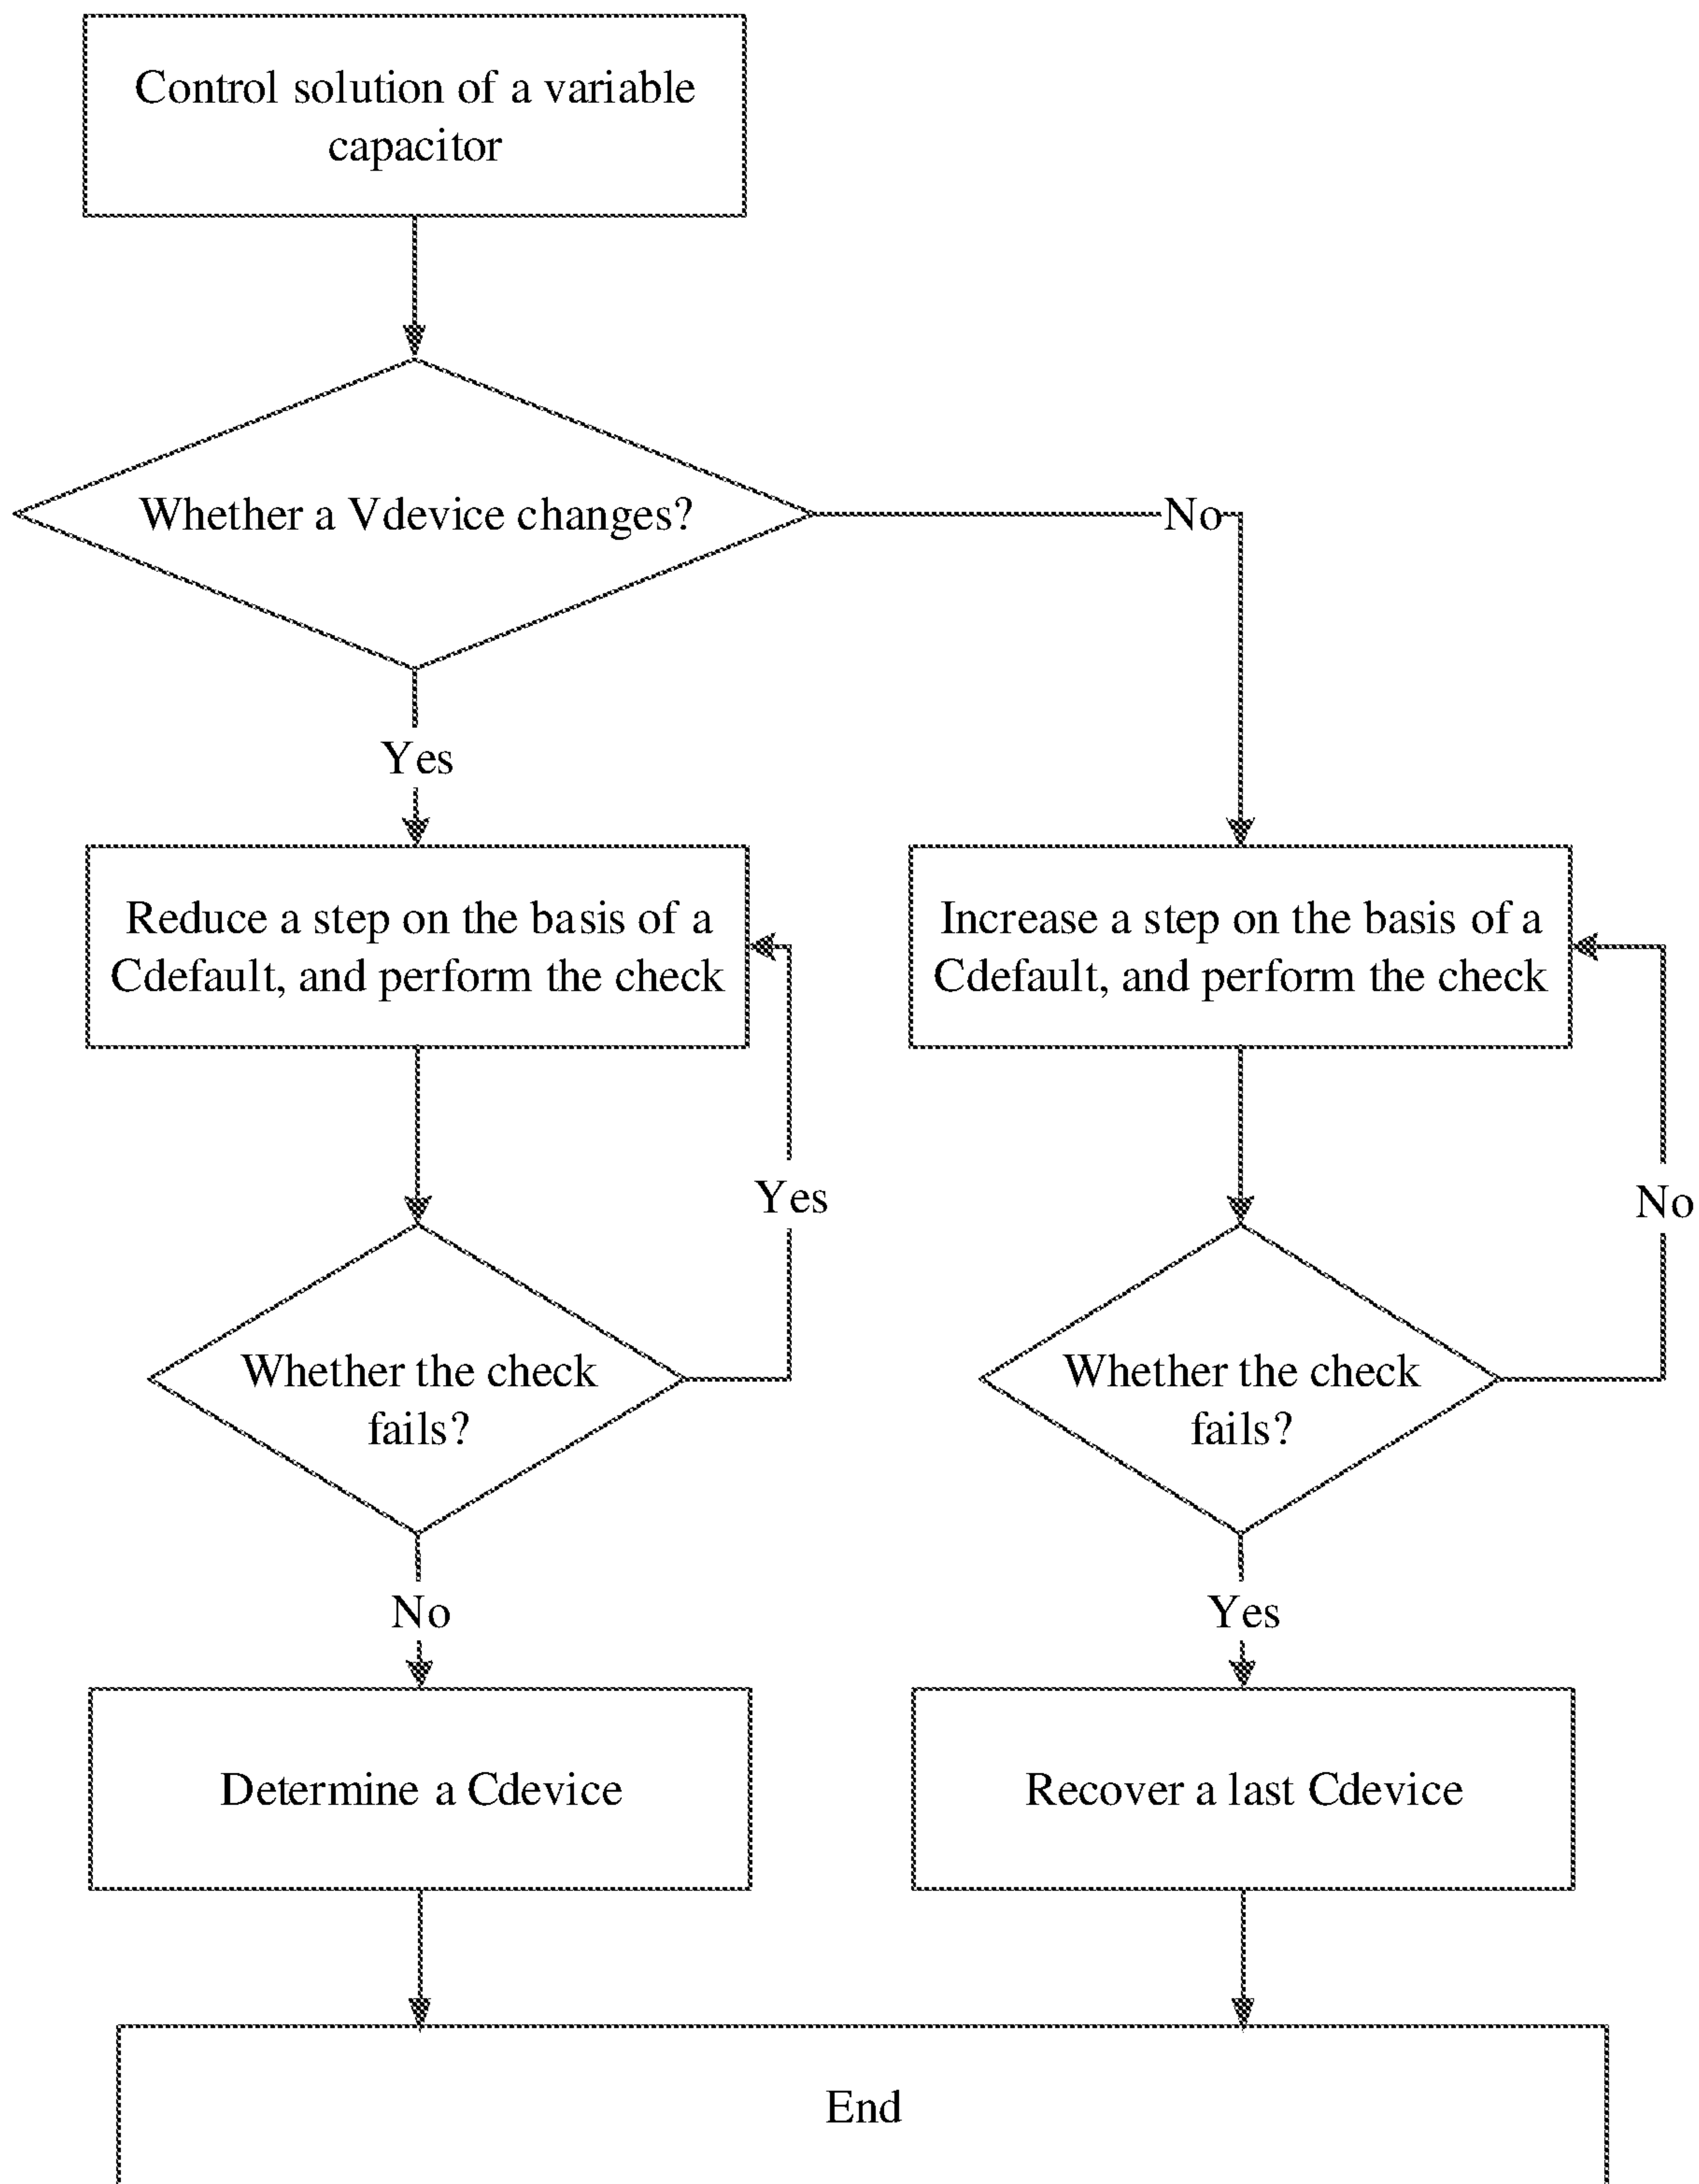 Control solution of a variable
capacitor
Whether a Vdevice changes?
No
Yes
Reduce a step on the basis of a
Cdefault, and perform the check
Increase a step on the basis of a
Cdefault, and perform the check
Yes
No
Whether the check
fails?
Whether the check
fails?
No
Yes
Determine a Cdevice
Recover a last Cdevice
End